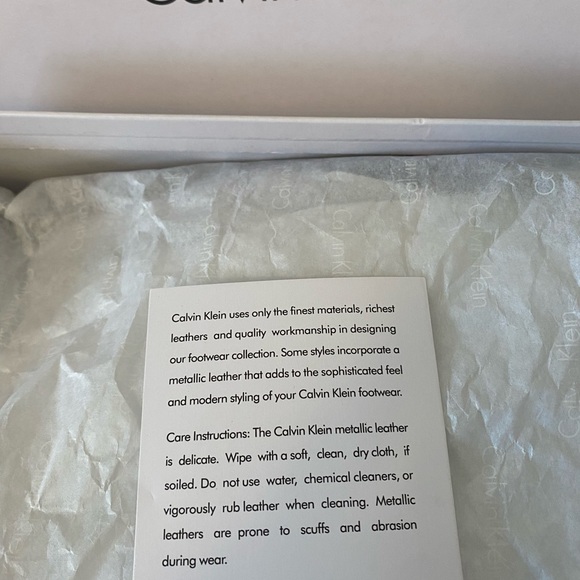 Calvin Klein uses only the finest materials, richest
leathers and quality workmanship in designing
our footwear collection. Some styles incorporate a
metallic leather that adds to the sophisticated feel
and modern styling of your Calvin Klein footwear.
Care Instructions: The Calvin Klein metallic leather
is delicate. Wipe with a soft, clean, dry cloth, if
soiled. Do not use water, chemical cleaners, or
vigorously rub leather when cleaning. Metallic
leathers are prone to scuffs and abrasion
during wear.